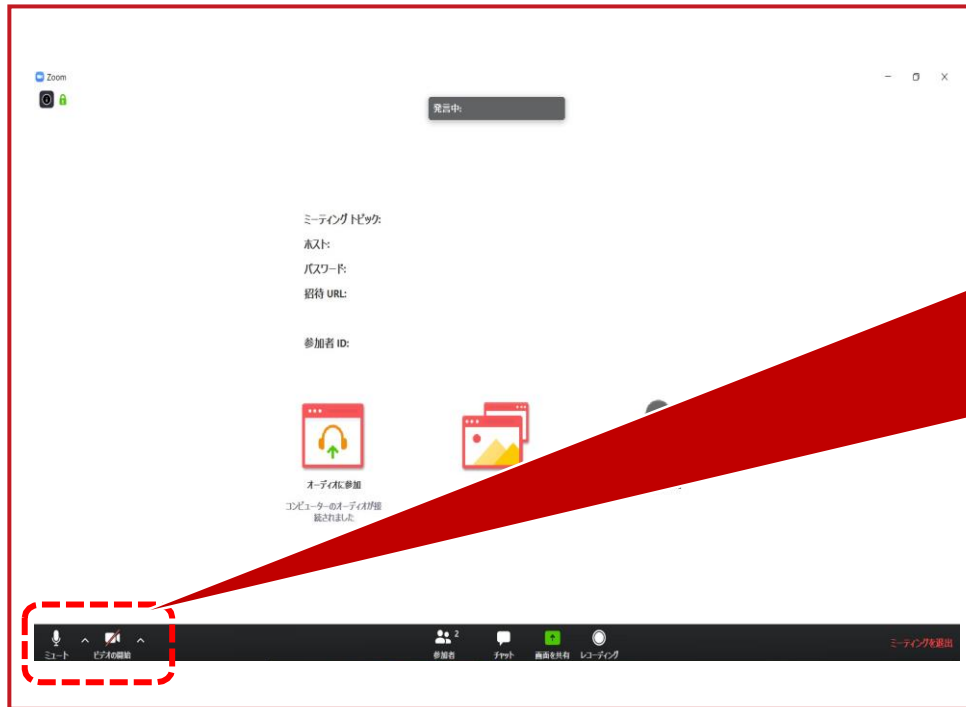 Zoom
発言中:
ミーティング トピック:
ホスト:
パスワード:
招待 URL:
参加者 ID:
オーディオに参加
コンピューターのオーディオが接
続されました
ミュート ビデオの開始 参加者 2 チャット 画面を共有 レコーディング ミーティングを退出